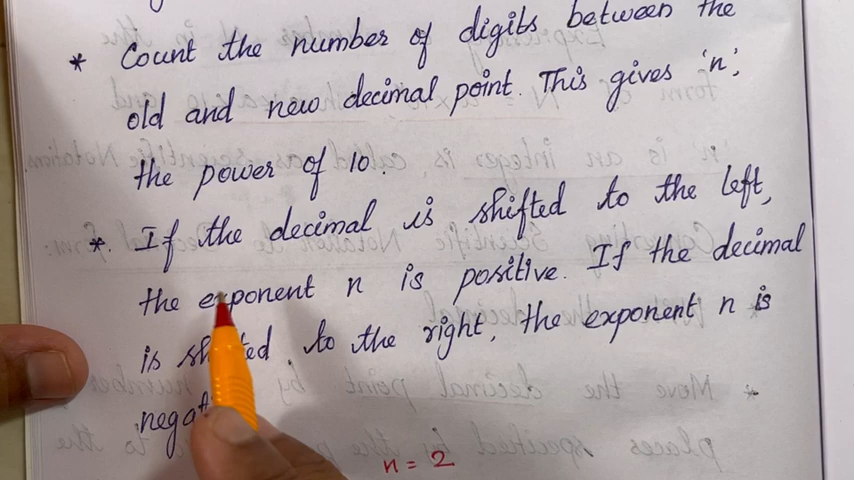 * Count the number of digits between the
old and new decimal point. This gives 'n',
the power of 10.
*. If the decimal is shifted to the left,
the exponent n is positive. If the decimal
is shifted to the right, the exponent n is
n = 2